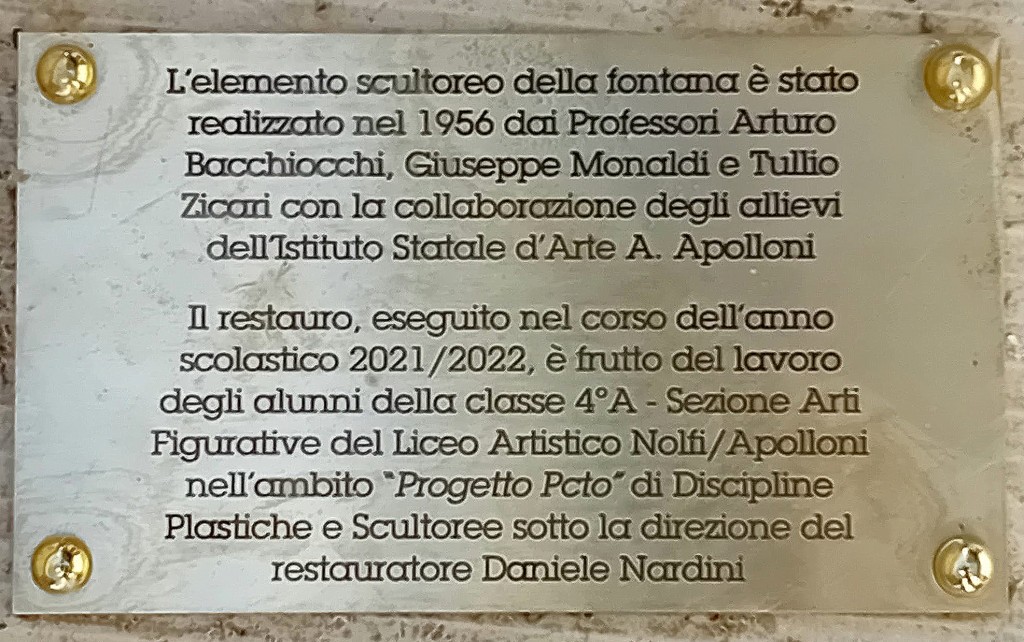 L'elemento scultoreo della fontana è stato
realizzato nel 1956 dai Professori Arturo
Bacchiocchi, Giuseppe Monaldi e Tullio
Zicari con la collaborazione degli allievi
dell'Istituto Statale d'Arte A. Apolloni
Il restauro, eseguito nel corso dell'anno
scolastico 2021/2022, è frutto del lavoro
degli alunni della classe 4°A - Sezione Arti
Figurative del Liceo Artistico Nolfi/Apolloni
nell'ambito "Progetto Pcto" di Discipline
Plastiche e Scultoree sotto la direzione del
restauratore Daniele Nardini